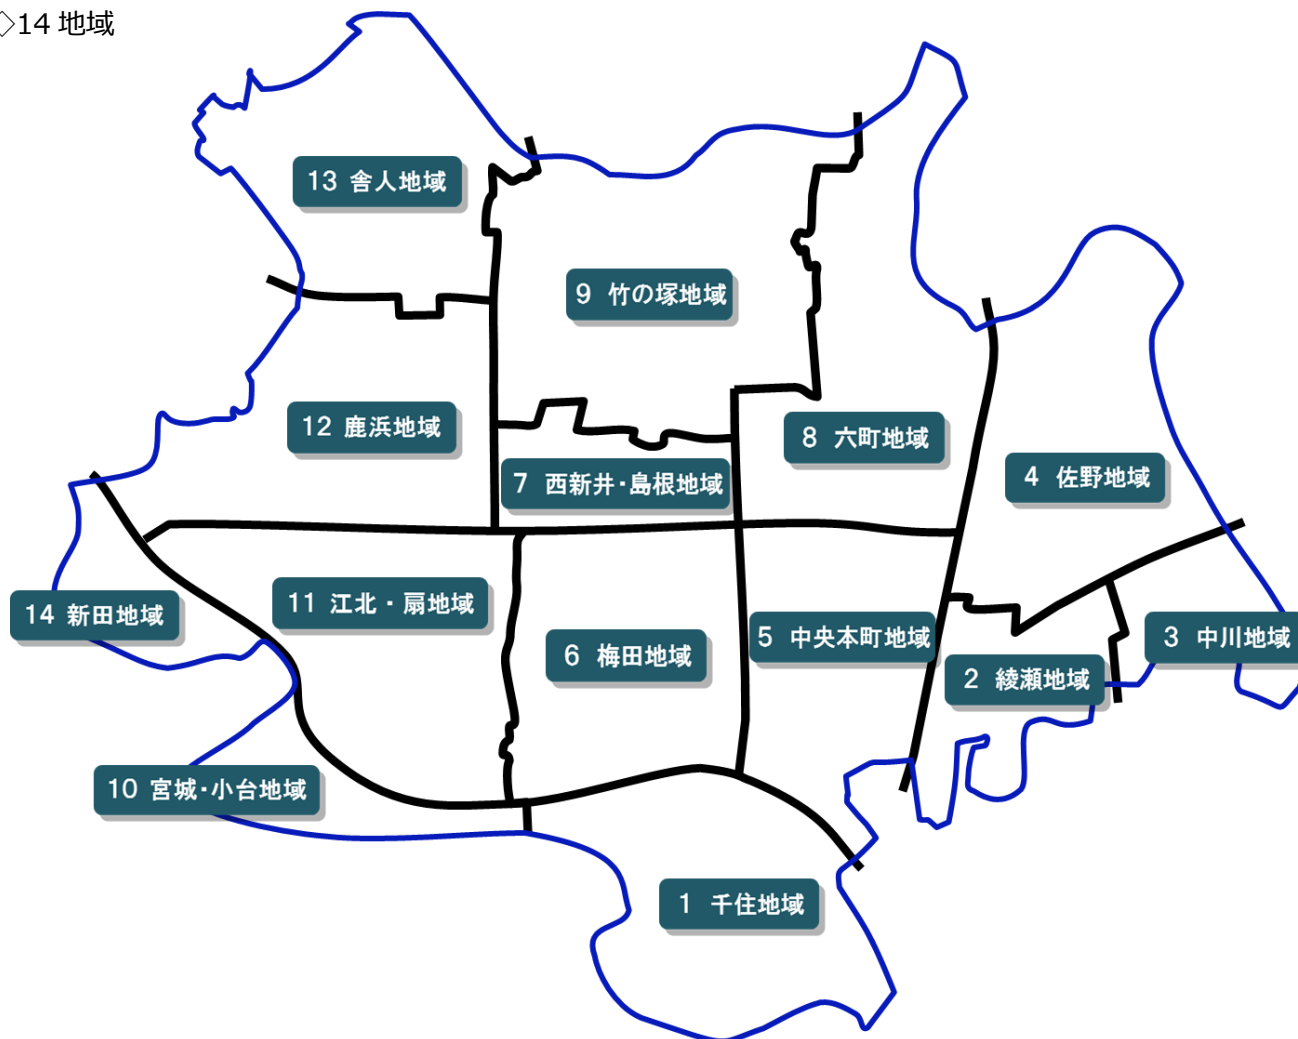 ◇14 地域
13 舎人地域
9 竹の塚地域
12 鹿浜地域
8 六町地域
7 西新井・島根地域
4 佐野地域
11 江北・扇地域
14 新田地域
6 梅田地域
5 中央本町地域
3 中川地域
2 綾瀬地域
10 宮城・小台地域
1 千住地域